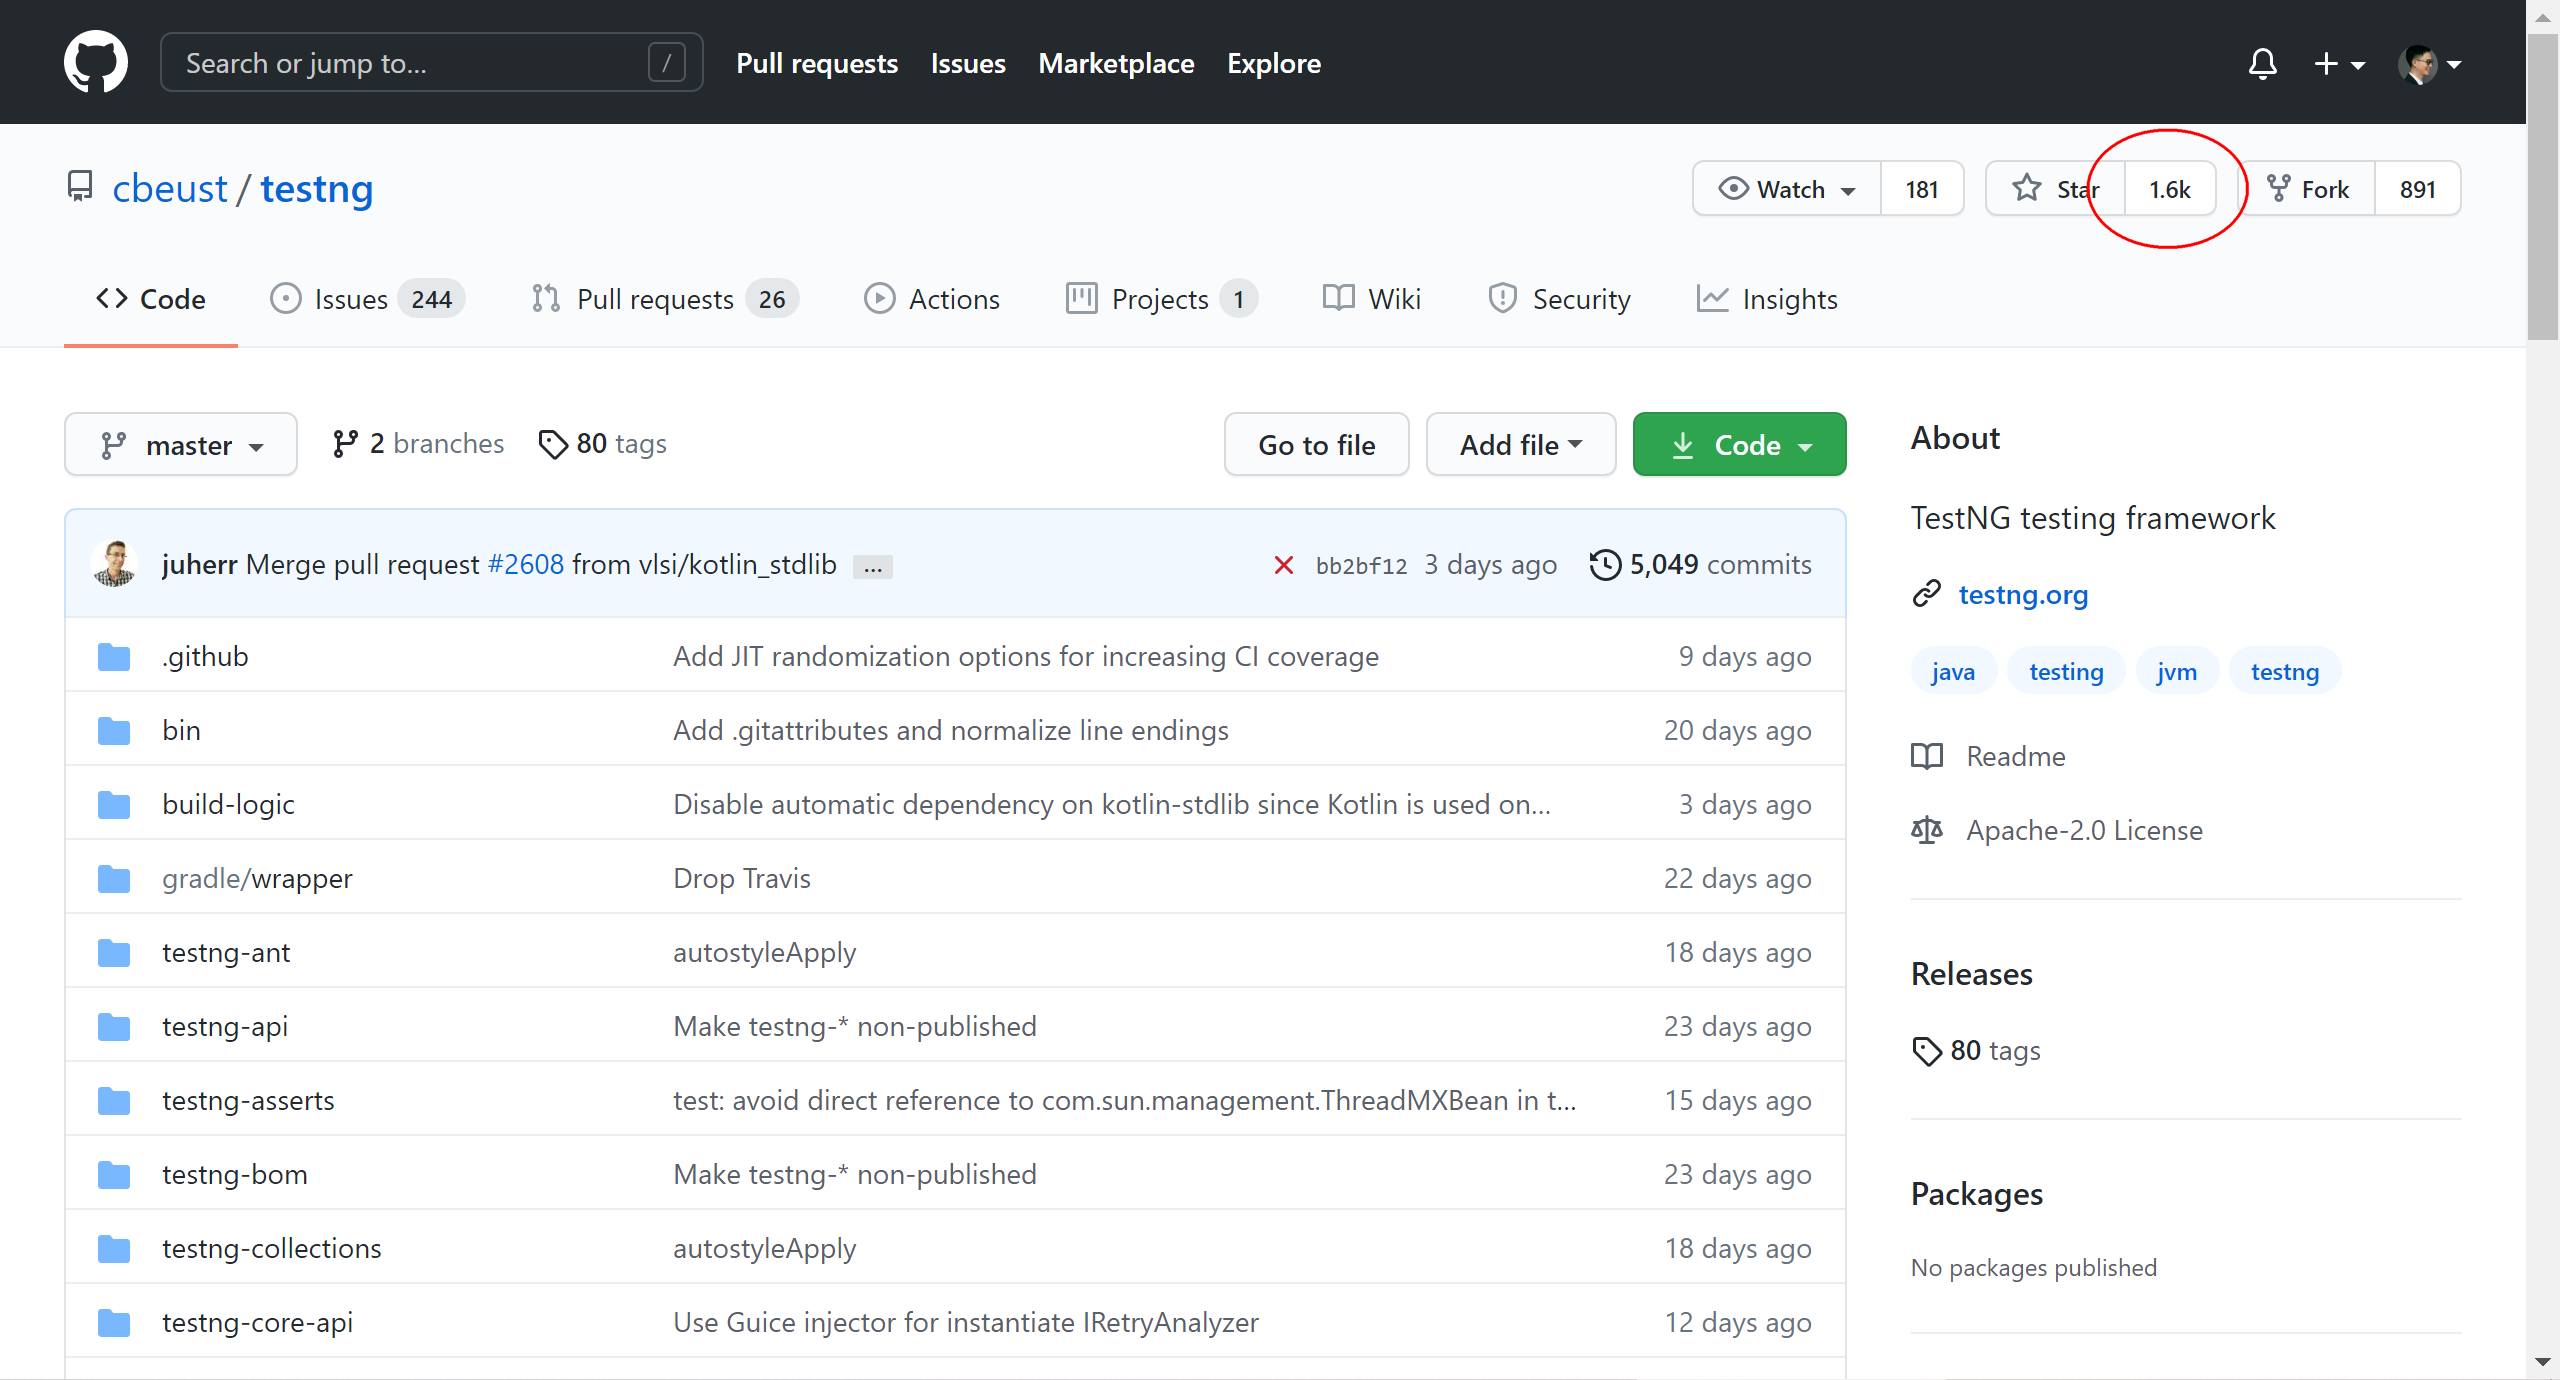 Search or jump to... / Pull requests Issues Marketplace Explore
cbeust / testng Watch 181 Star 1.6k Fork 891
Code Issues 244 Pull requests 26 Actions Projects 1 Wiki Security Insights
master 2 branches 80 tags Go to file Add file Code
juherr Merge pull request #2608 from vlsi/kotlin_stdlib ... bb2bf12 3 days ago 5,049 commits
.github Add JIT randomization options for increasing CI coverage 9 days ago
bin Add .gitattributes and normalize line endings 20 days ago
build-logic Disable automatic dependency on kotlin-stdlib since Kotlin is used on... 3 days ago
gradle/wrapper Drop Travis 22 days ago
testng-ant autostyleApply 18 days ago
testng-api Make testng-* non-published 23 days ago
testng-asserts test: avoid direct reference to com.sun.management.ThreadMXBean in t... 15 days ago
testng-bom Make testng-* non-published 23 days ago
testng-collections autostyleApply 18 days ago
testng-core-api Use Guice injector for instantiate IRetryAnalyzer 12 days ago
About
TestNG testing framework
testng.org
java testing jvm testng
Readme
Apache-2.0 License
Releases
80 tags
Packages
No packages published